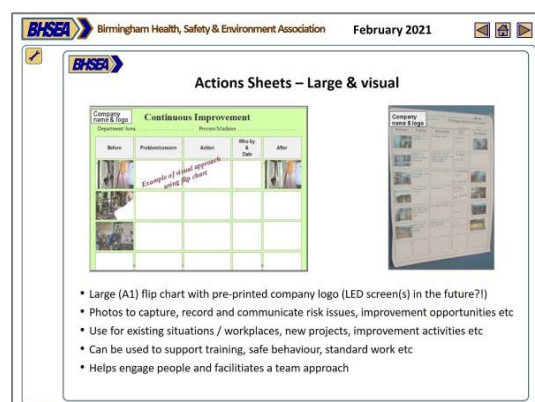 BHSEA Birmingham Health, Safety & Environment Association February 2021
BHSEA
Actions Sheets – Large & visual
Company name & logo
Continuous Improvement
Department/Area Process/Machine
Before Problem/concern Action Who by & Date After
Example of visual approach
using flip chart
Company
name & logo
• Large (A1) flip chart with pre-printed company logo (LED screen(s) in the future?!)
• Photos to capture, record and communicate risk issues, improvement opportunities etc
• Use for existing situations / workplaces, new projects, improvement activities etc
• Can be used to support training, safe behaviour, standard work etc
• Helps engage people and facilitiates a team approach